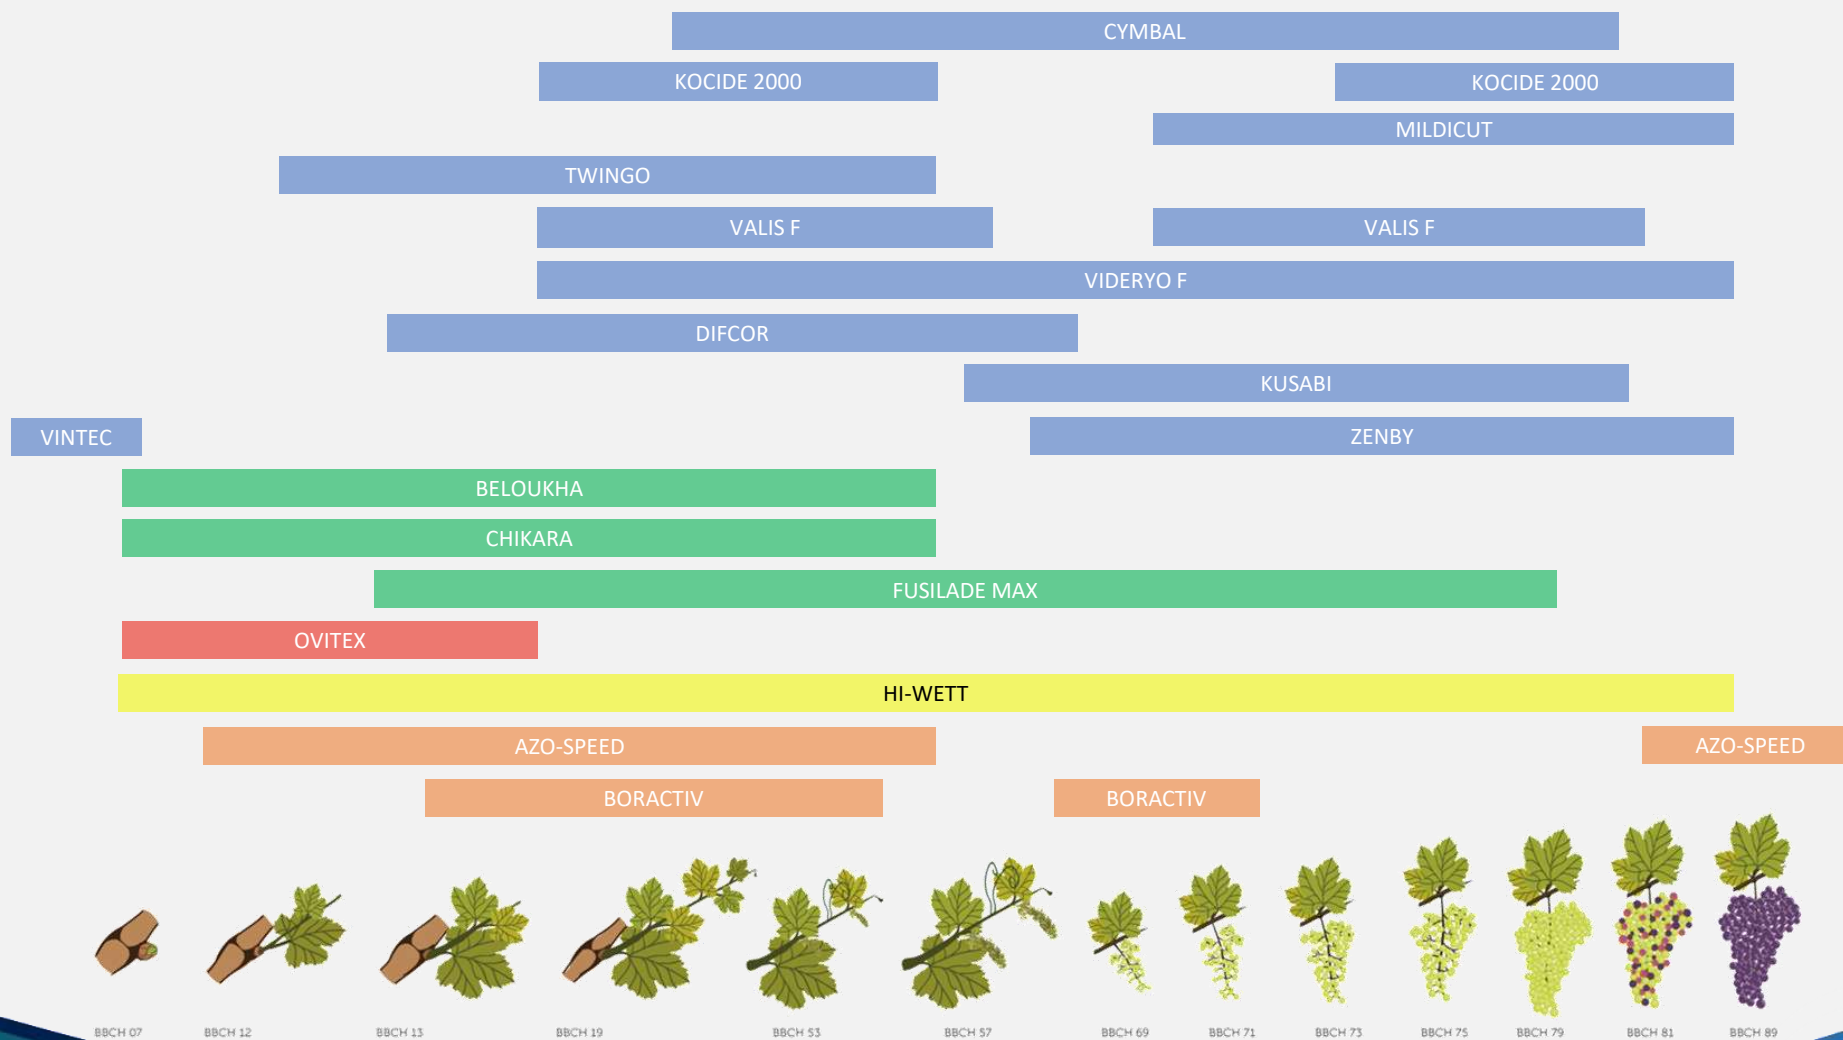 CYMBAL
KOCIDE 2000
KOCIDE 2000
MILDICUT
TWINGO
VALIS F
VALIS F
VIDERYO F
DIFCOR
KUSABI
VINTEC
ZENBY
BELOUKHA
CHIKARA
FUSILADE MAX
OVITEX
HI-WETT
AZO-SPEED
AZO-SPEED
BORACTIV
BORACTIV
BBCH 07
BBCH 12
BBCH 13
BBCH 19
BBCH 53
BBCH 57
BBCH 69
BBCH 71
BBCH 73
BBCH 75
BBCH 79
BBCH 81
BBCH 89